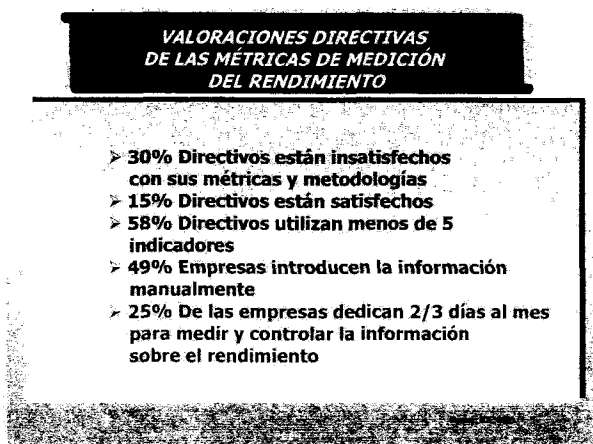 VALORACIONES DIRECTIVAS
DE LAS MÉTRICAS DE MEDICIÓN
DEL RENDIMIENTO
➢ 30% Directivos están insatisfechos
con sus métricas y metodologías
➢ 15% Directivos están satisfechos
➢ 58% Directivos utilizan menos de 5
indicadores
➢ 49% Empresas introducen la información
manualmente
➢ 25% De las empresas dedican 2/3 días al mes
para medir y controlar la información
sobre el rendimiento